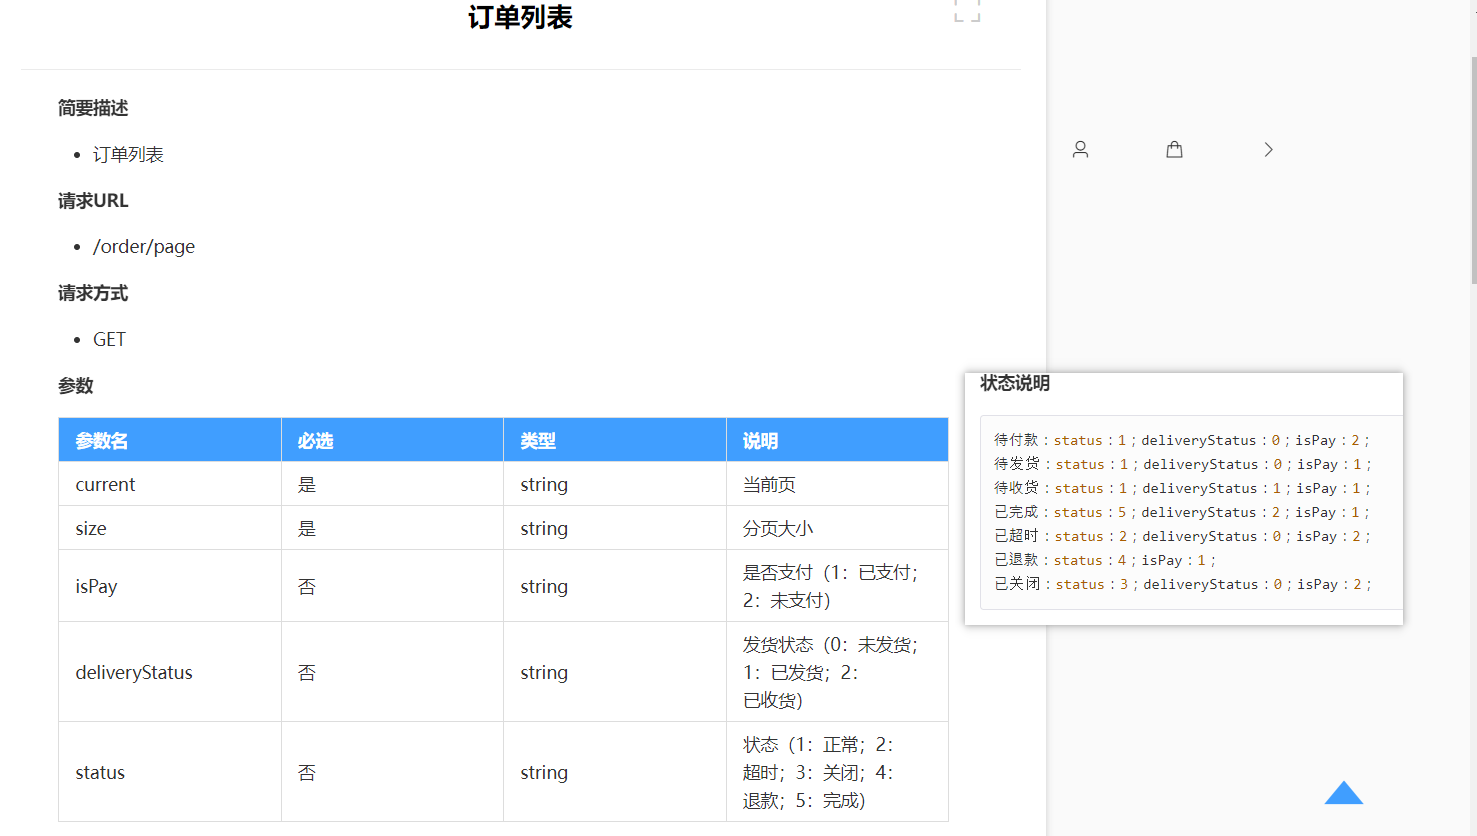 订单列表
简要描述
订单列表
请求URL
/order/page
请求方式
GET
参数
参数名 必选 类型 说明
current 是 string 当前页
size 是 string 分页大小
isPay 否 string 是否支付（1：已支付；
2：未支付）
deliveryStatus 否 string 发货状态（0：未发货；
1：已发货；2：
已收货）
status 否 string 状态（1：正常；2：
超时；3：关闭；4：
退款；5：完成）
状态说明
待付款：status：1；deliveryStatus：0；isPay：2；
待发货：status：1；deliveryStatus：0；isPay：1；
待收货：status：1；deliveryStatus：1；isPay：1；
已完成：status：5；deliveryStatus：2；isPay：1；
已超时：status：2；deliveryStatus：0；isPay：2；
已退款：status：4；isPay：1；
已关闭：status：3；deliveryStatus：0；isPay：2；